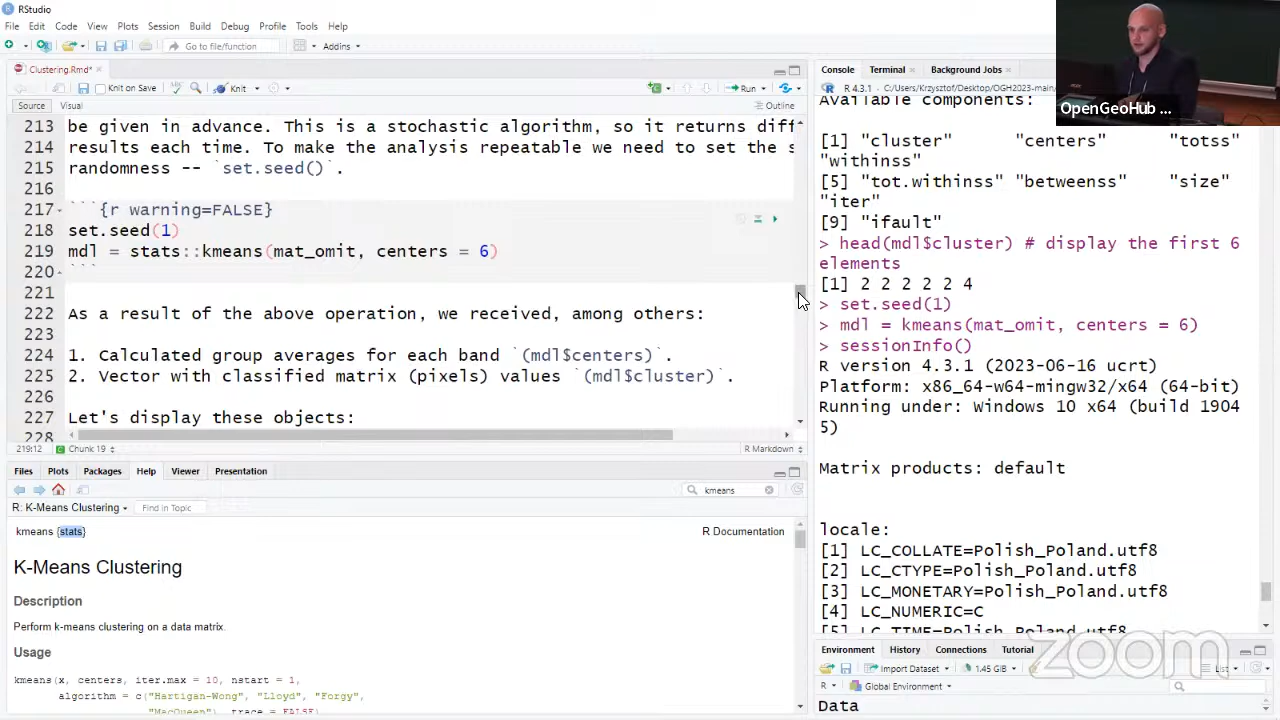 RStudio
File Edit Code View Plots Session Build Debug Profile Tools Help
Go to file/function Addins
Clustering.Rmd*
Knit on Save Knit Run
Source Visual Outline
213 be given in advance. This is a stochastic algorithm, so it returns diff
214 results each time. To make the analysis repeatable we need to set the s
215 randomness -- `set.seed()`.
216
217 ```{r warning=FALSE}
218 set.seed(1)
219 mdl = stats::kmeans(mat_omit, centers = 6)
220 ```
221
222 As a result of the above operation, we received, among others:
223
224 1. Calculated group averages for each band `(mdl$centers)`.
225 2. Vector with classified matrix (pixels) values `(mdl$cluster)`.
226
227 Let's display these objects:
228
219:12 Chunk 19 R Markdown
Files Plots Packages Help Viewer Presentation
kmeans
R: K-Means Clustering Find in Topic
kmeans {stats} R Documentation
K-Means Clustering
Description
Perform k-means clustering on a data matrix.
Usage
kmeans(x, centers, iter.max = 10, nstart = 1,
algorithm = c("Hartigan-Wong", "Lloyd", "Forgy",
"MacQueen"), trace = FALSE)
Console Terminal Background Jobs
R 4.3.1 · C:/Users/Krzysztof/Desktop/OGH2023-main/
Available components:
[1] "cluster" "centers" "totss"
"withinss"
[5] "tot.withinss" "betweenss" "size"
"iter"
[9] "ifault"
> head(mdl$cluster) # display the first 6
elements
[1] 2 2 2 2 2 4
> set.seed(1)
> mdl = kmeans(mat_omit, centers = 6)
> sessionInfo()
R version 4.3.1 (2023-06-16 ucrt)
Platform: x86_64-w64-mingw32/x64 (64-bit)
Running under: Windows 10 x64 (build 1904
5)
Matrix products: default
locale:
[1] LC_COLLATE=Polish_Poland.utf8
[2] LC_CTYPE=Polish_Poland.utf8
[3] LC_MONETARY=Polish_Poland.utf8
[4] LC_NUMERIC=C
[5] LC_TIME=Polish_Poland.utf8
Environment History Connections Tutorial
Import Dataset 1.45 GiB List
R Global Environment
Data
OpenGeoHub ...
zoom